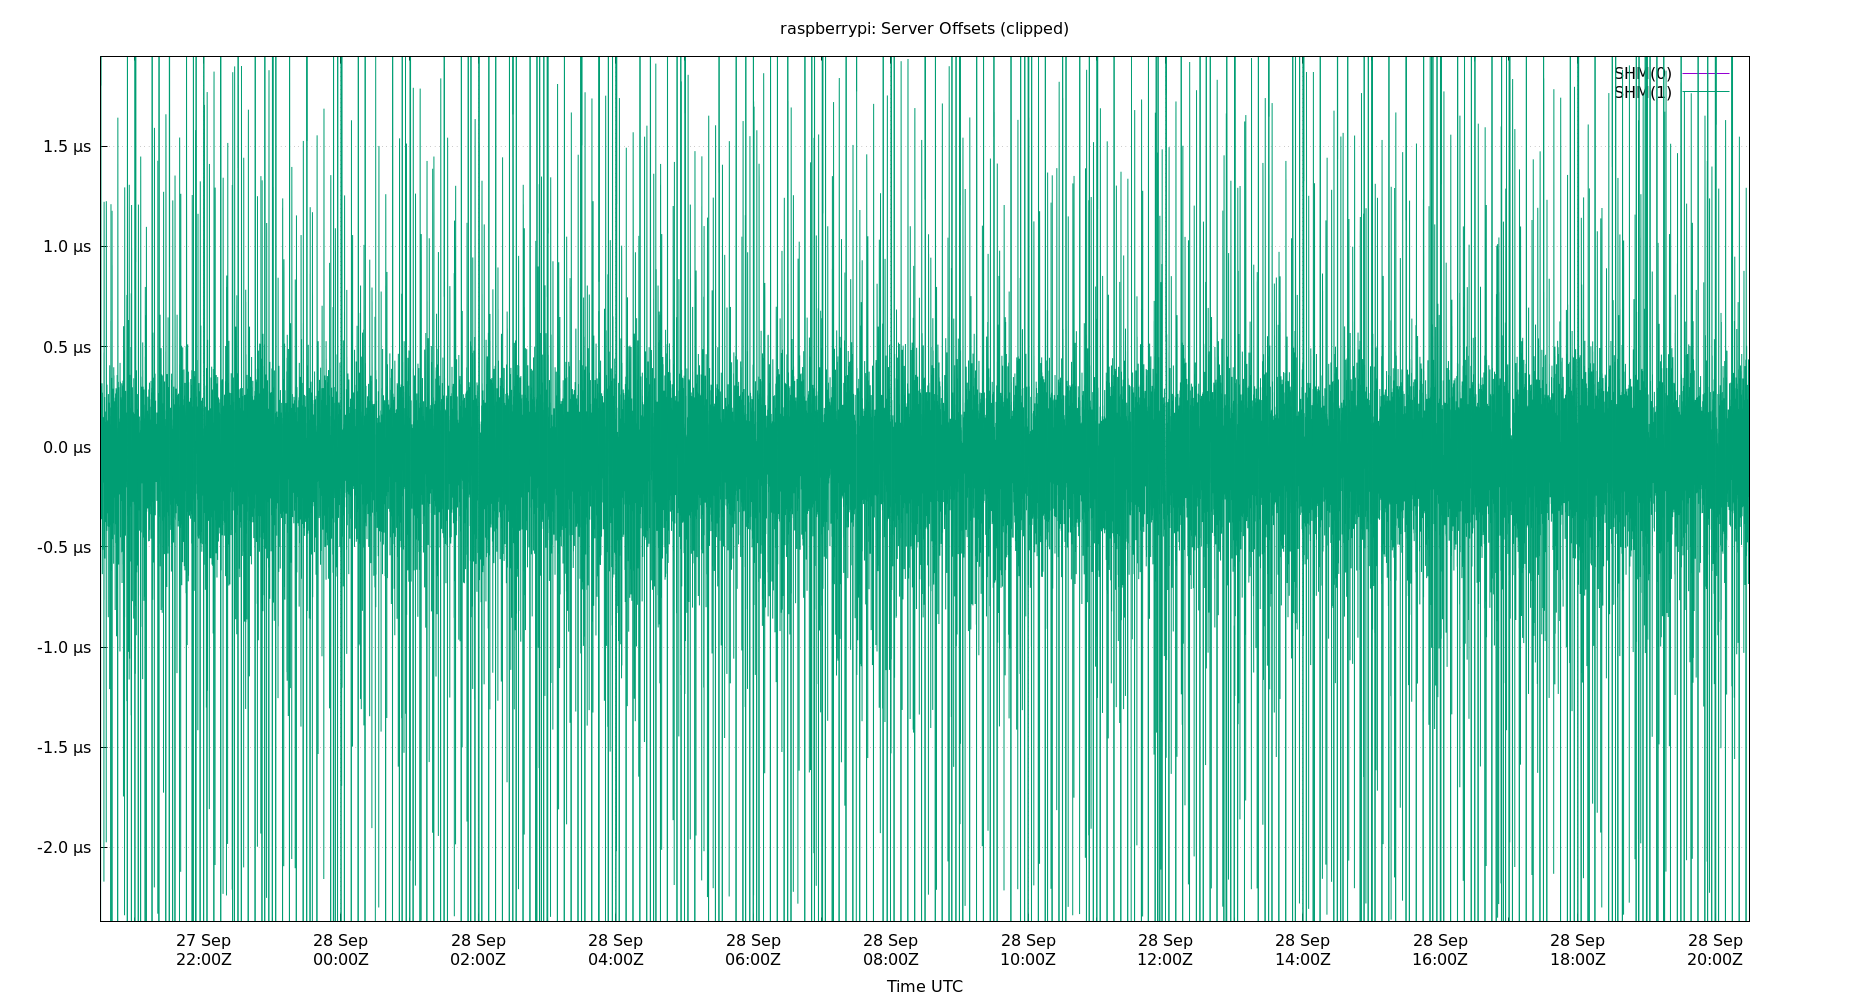 raspberrypi: Server Offsets (clipped)
SHM(0)
SHM(1)
1.5 µs
1.0 µs
0.5 µs
0.0 µs
-0.5 µs
-1.0 µs
-1.5 µs
-2.0 µs
27 Sep 28 Sep 28 Sep 28 Sep 28 Sep 28 Sep 28 Sep 28 Sep 28 Sep 28 Sep 28 Sep 28 Sep
22:00Z 00:00Z 02:00Z 04:00Z 06:00Z 08:00Z 10:00Z 12:00Z 14:00Z 16:00Z 18:00Z 20:00Z
Time UTC